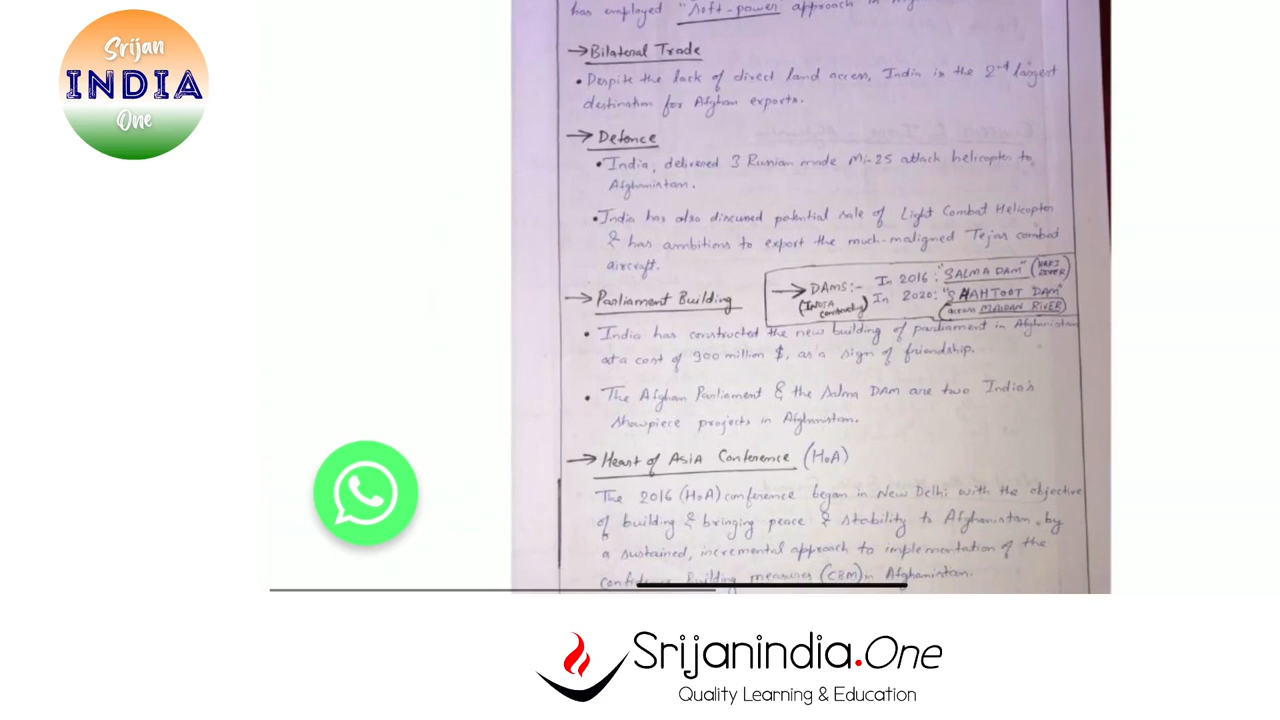 Srijan
INDIA
One
has employed "soft-power" approach in
→ Bilateral Trade
• Despite the lack of direct land access, India is the 2nd largest
destination for Afghan exports.
→ Defence
• India, delivered 3 Russian made Mi-25 attack helicopter to
Afghanistan.
• India has also discussed potential sale of Light Combat Helicopter
& has ambitions to export the much-maligned Tejas combat
aircraft.
→ DAMS:- In 2016: "SALMA DAM" (HARI RIVER)
(INDIA constructing) In 2020: "SHAHTOOT DAM"
(across MAIDAN RIVER)
→ Parliament Building
• India has constructed the new building of parliament in Afghanistan
at a cost of 900 million $, as a sign of friendship.
• The Afghan Parliament & the Salma DAM are two India's
showpiece projects in Afghanistan.
→ Heart of ASIA Conference (HoA)
The 2016 (HoA) conference began in New Delhi with the objective
of building & bringing peace & stability to Afghanistan, by
a sustained, incremental approach to implementation of the
Building measures (CBM) in Afghanistan.
Srijanindia.One
Quality Learning & Education